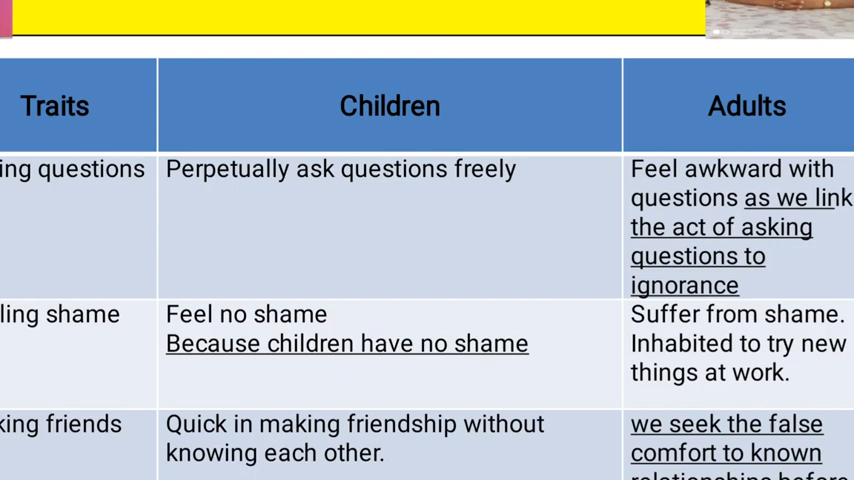 Traits
Children
Adults
ing questions
Perpetually ask questions freely
Feel awkward with
questions as we link
the act of asking
questions to
ignorance
ling shame
Feel no shame
Because children have no shame
Suffer from shame.
Inhabited to try new
things at work.
king friends
Quick in making friendship without
knowing each other.
we seek the false
comfort to known
relationships before